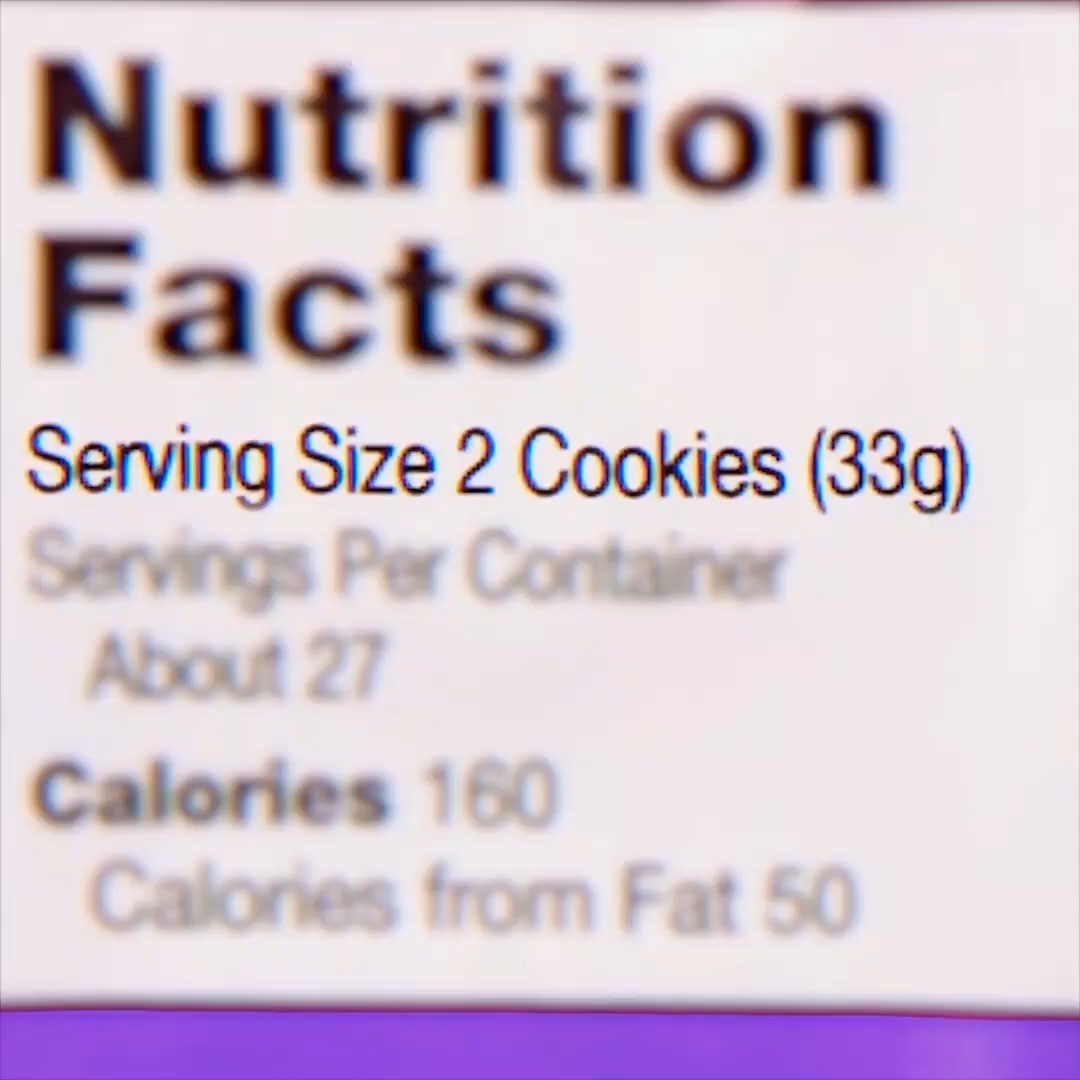 Nutrition
Facts
Serving Size 2 Cookies (33g)
Servings Per Container
About 27
Calories 160
Calories from Fat 50